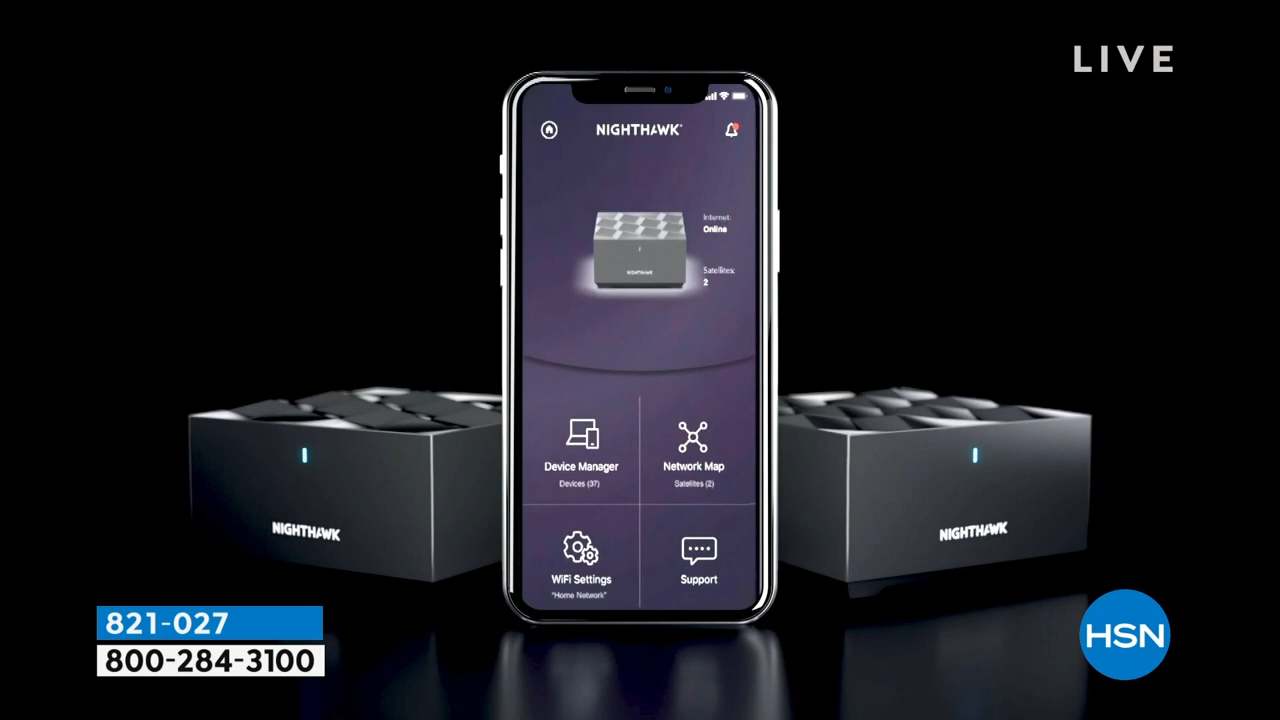 LIVE
NIGHTHAWK
Internet:
Online
NIGHTHAWK
Satellites:
2
Device Manager
Devices (37)
Network Map
Satellites (2)
NIGHTHAWK
NIGHTHAWK
WiFi Settings
"Home Network"
Support
821-027
800-284-3100
HSN